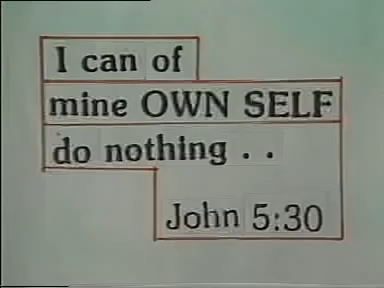 I can of
mine OWN SELF
do nothing . .
John 5:30